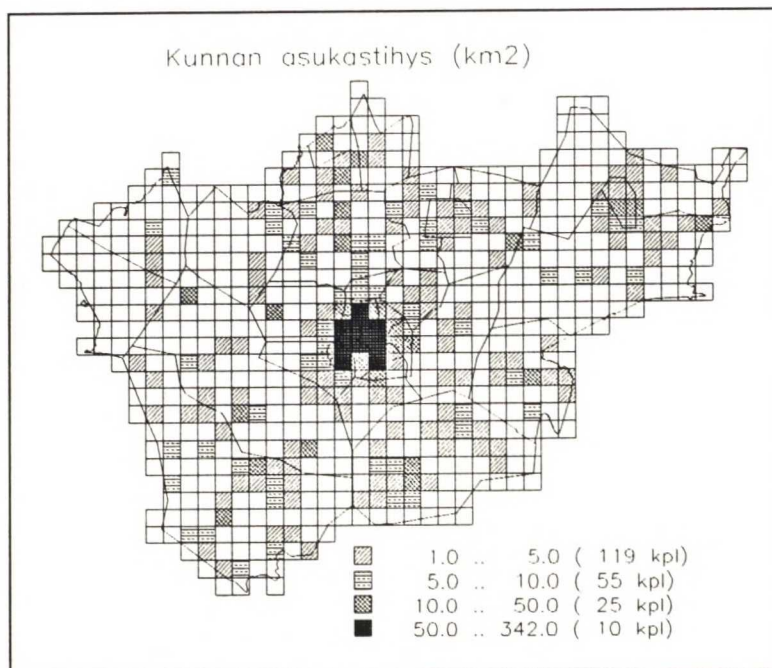 Kunnan asukastihys (km2)
1.0 .. 5.0 ( 119 kpl)
5.0 .. 10.0 ( 55 kpl)
10.0 .. 50.0 ( 25 kpl)
50.0 .. 342.0 ( 10 kpl)